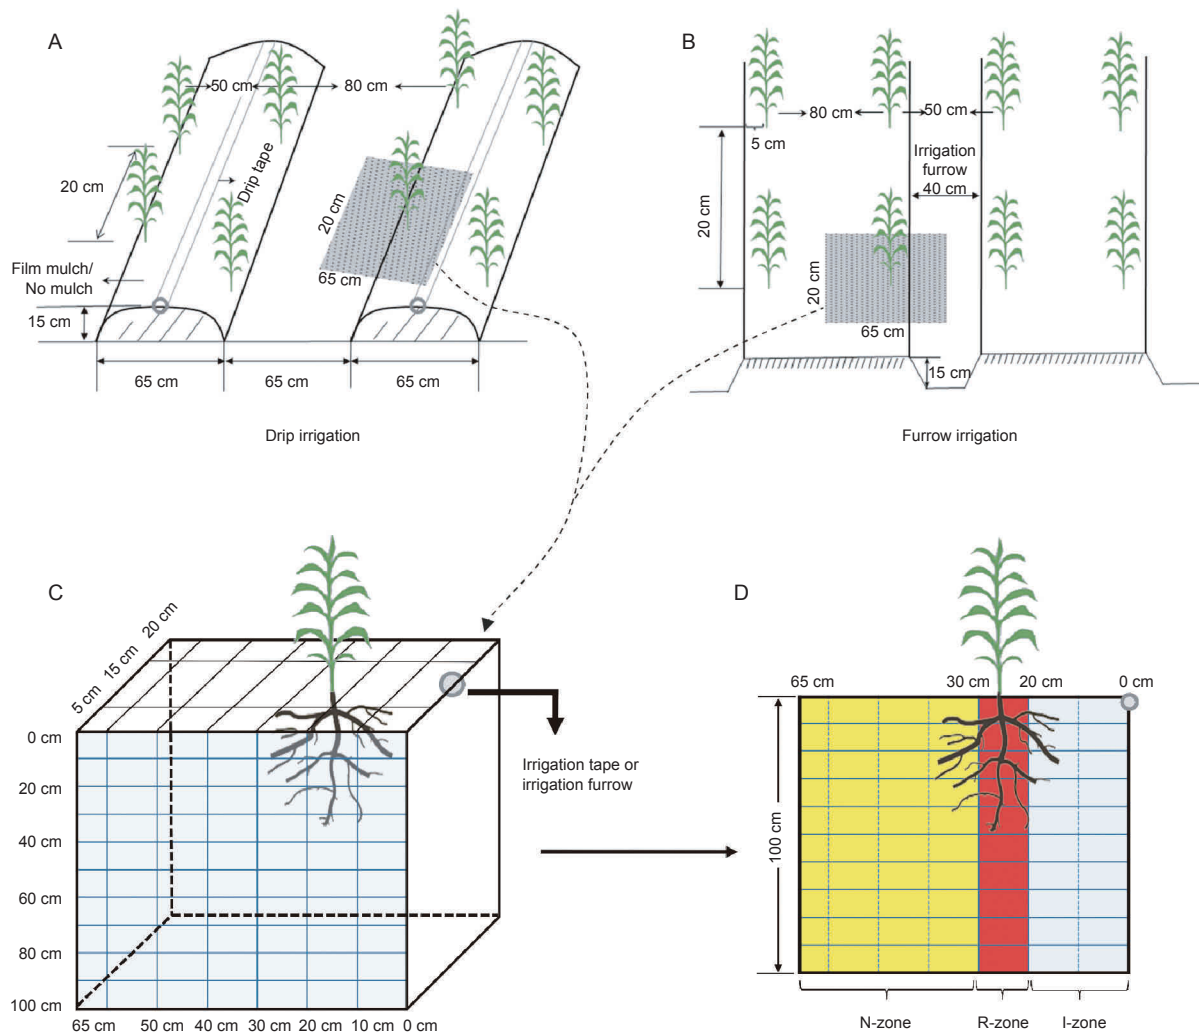 A
50 cm
80 cm
20 cm
Drip tape
20 cm
65 cm
Film mulch/
No mulch
15 cm
65 cm
65 cm
65 cm
Drip irrigation
B
80 cm
50 cm
5 cm
Irrigation
furrow
40 cm
20 cm
20 cm
65 cm
15 cm
Furrow irrigation
C
20 cm
15 cm
5 cm
0 cm
20 cm
40 cm
60 cm
80 cm
100 cm
65 cm
50 cm
40 cm
30 cm
20 cm
10 cm
0 cm
Irrigation tape or
irrigation furrow
D
65 cm
30 cm
20 cm
0 cm
100 cm
N-zone
R-zone
I-zone